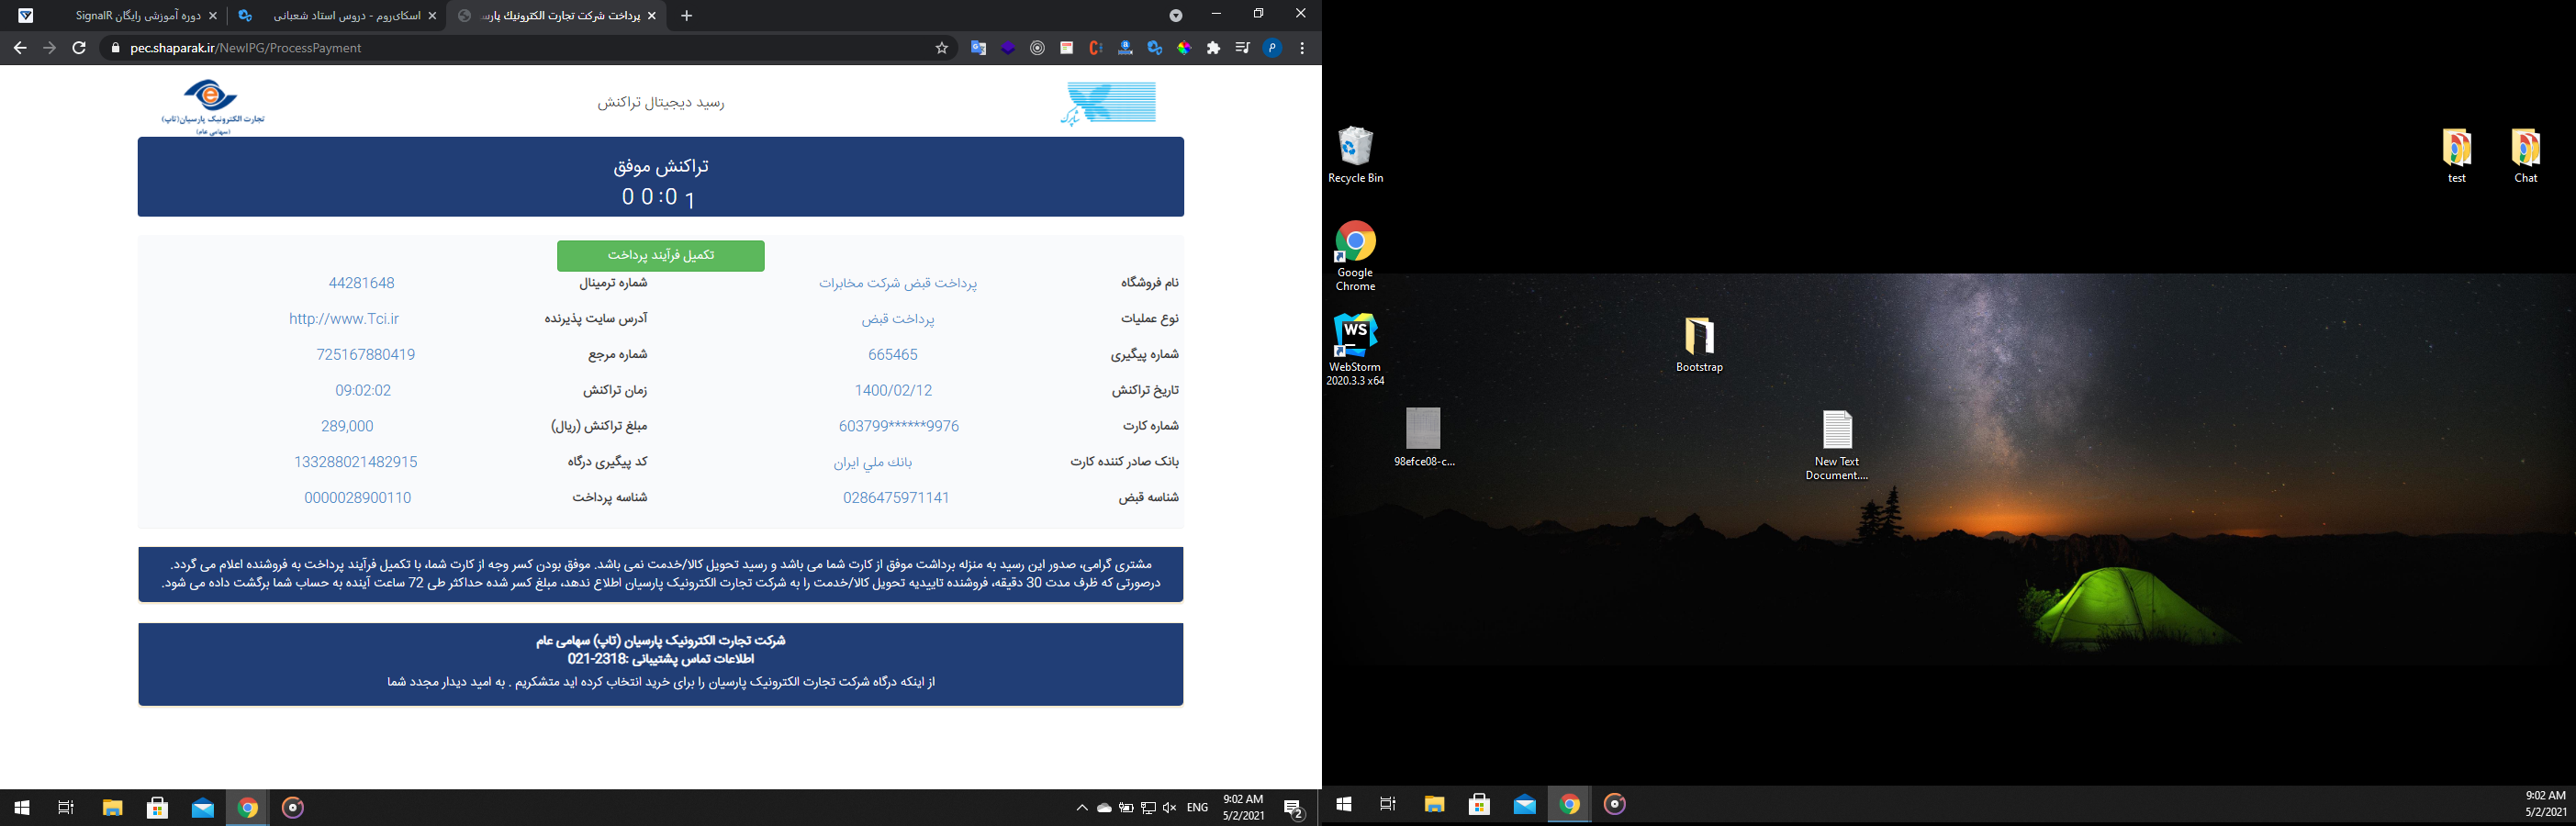 دوره آموزشی رایگان SignalR
اسکای‌روم - دروس استاد شعبانی
پرداخت شرکت تجارت الکترونیك پارس
pec.shaparak.ir/NewIPG/ProcessPayment
تجارت الکترونیک پارسیان(تاپ)
(سهامی عام)
رسید دیجیتال تراکنش
شاپرک
تراکنش موفق
00:01
تکمیل فرآیند پرداخت
نام فروشگاه پرداخت قبض شرکت مخابرات شماره ترمینال 44281648
نوع عملیات پرداخت قبض آدرس سایت پذیرنده http://www.Tci.ir
شماره پیگیری 665465 شماره مرجع 725167880419
تاریخ تراکنش 1400/02/12 زمان تراکنش 09:02:02
شماره کارت 603799******9976 مبلغ تراکنش (ریال) 289,000
بانک صادر کننده کارت بانك ملي ایران کد پیگیری درگاه 133288021482915
شناسه قبض 0286475971141 شناسه پرداخت 0000028900110
مشتری گرامی، صدور این رسید به منزله برداشت موفق از کارت شما می باشد و رسید تحویل کالا/خدمت نمی باشد. موفق بودن کسر وجه از کارت شما، با تکمیل فرآیند پرداخت به فروشنده اعلام می گردد.
درصورتی که ظرف مدت 30 دقیقه، فروشنده تاییدیه تحویل کالا/خدمت را به شرکت تجارت الکترونیک پارسیان اطلاع ندهد، مبلغ کسر شده حداکثر طی 72 ساعت آینده به حساب شما برگشت داده می شود.
شرکت تجارت الکترونیک پارسیان (تاپ) سهامی عام
اطلاعات تماس پشتیبانی :2318-021
از اینکه درگاه شرکت تجارت الکترونیک پارسیان را برای خرید انتخاب کرده اید متشکریم . به امید دیدار مجدد شما
ENG
9:02 AM
5/2/2021
2
Recycle Bin
test
Chat
Google
Chrome
WS
WebStorm
2020.3.3 x64
Bootstrap
98efce08-c...
New Text
Document....
9:02 AM
5/2/2021